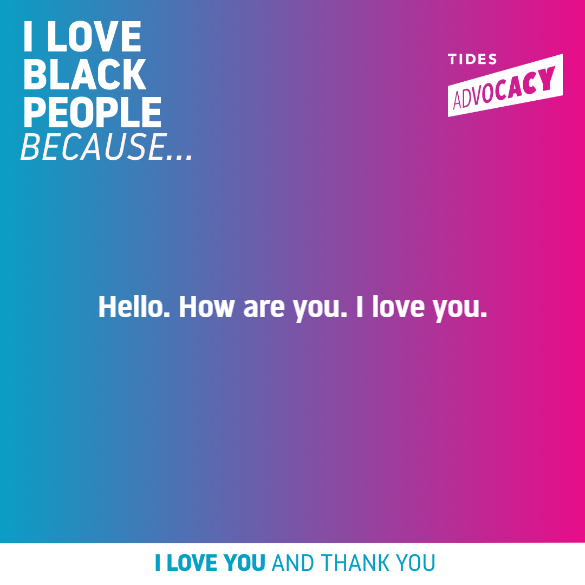 I LOVE
BLACK
PEOPLE
BECAUSE...
TIDES
ADVOCACY
Hello. How are you. I love you.
I LOVE YOU AND THANK YOU